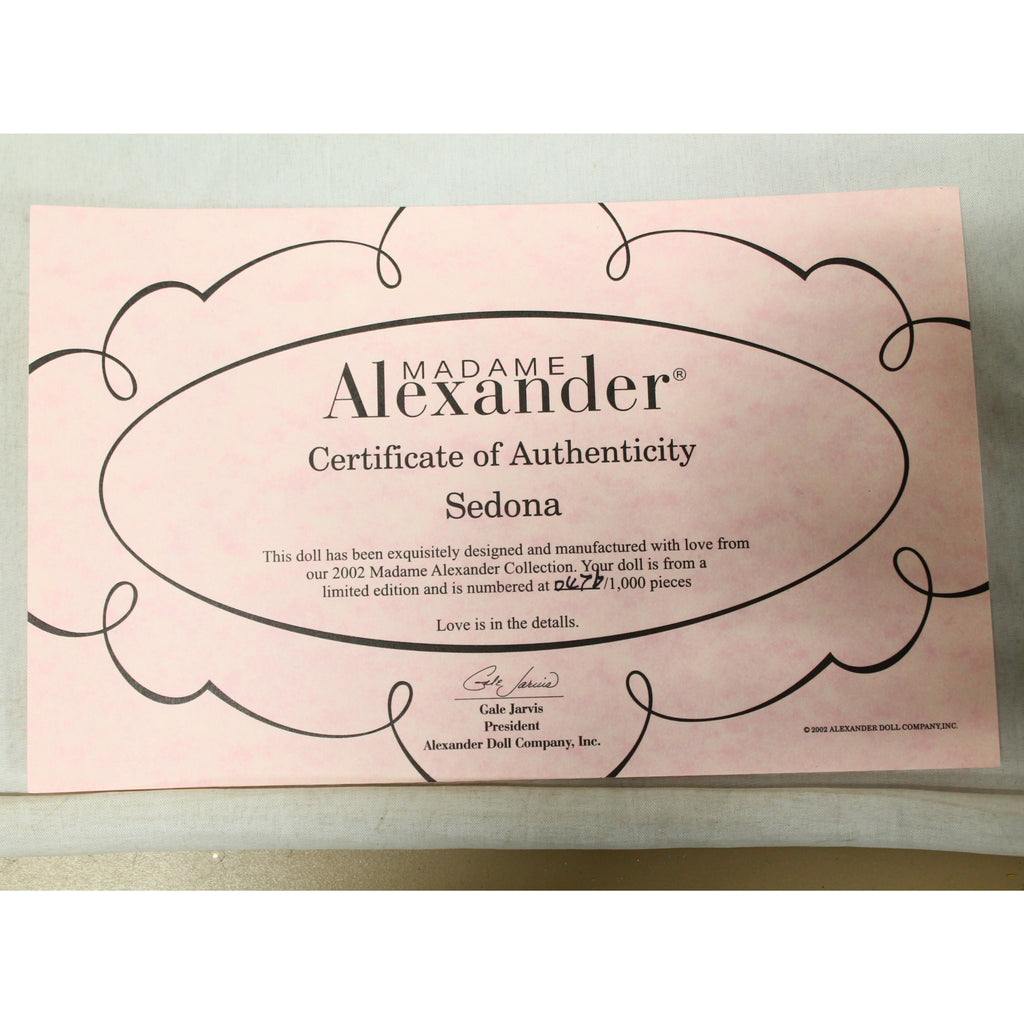 MADAME
Alexander®
Certificate of Authenticity
Sedona
This doll has been exquisitely designed and manufactured with love from
our 2002 Madame Alexander Collection. Your doll is from a
limited edition and is numbered at /1,000 pieces
Love is in the detalls.
Gale Jarvis
Gale Jarvis
President
Alexander Doll Company, Inc.
© 2002 ALEXANDER DOLL COMPANY,INC.